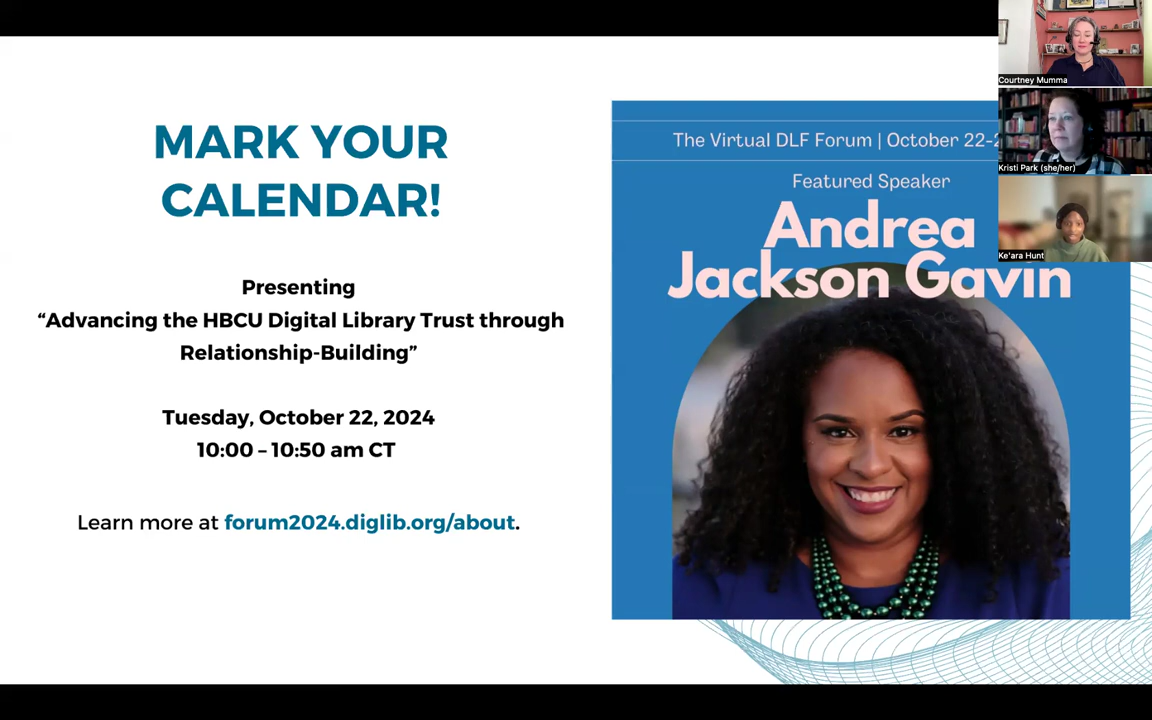 MARK YOUR
CALENDAR!
Presenting
“Advancing the HBCU Digital Library Trust through
Relationship-Building”
Tuesday, October 22, 2024
10:00 – 10:50 am CT
Learn more at forum2024.diglib.org/about.
The Virtual DLF Forum | October 22-2
Featured Speaker
Andrea
Jackson Gavin
Courtney Mumma
Kristi Park (she/her)
Ke'ara Hunt